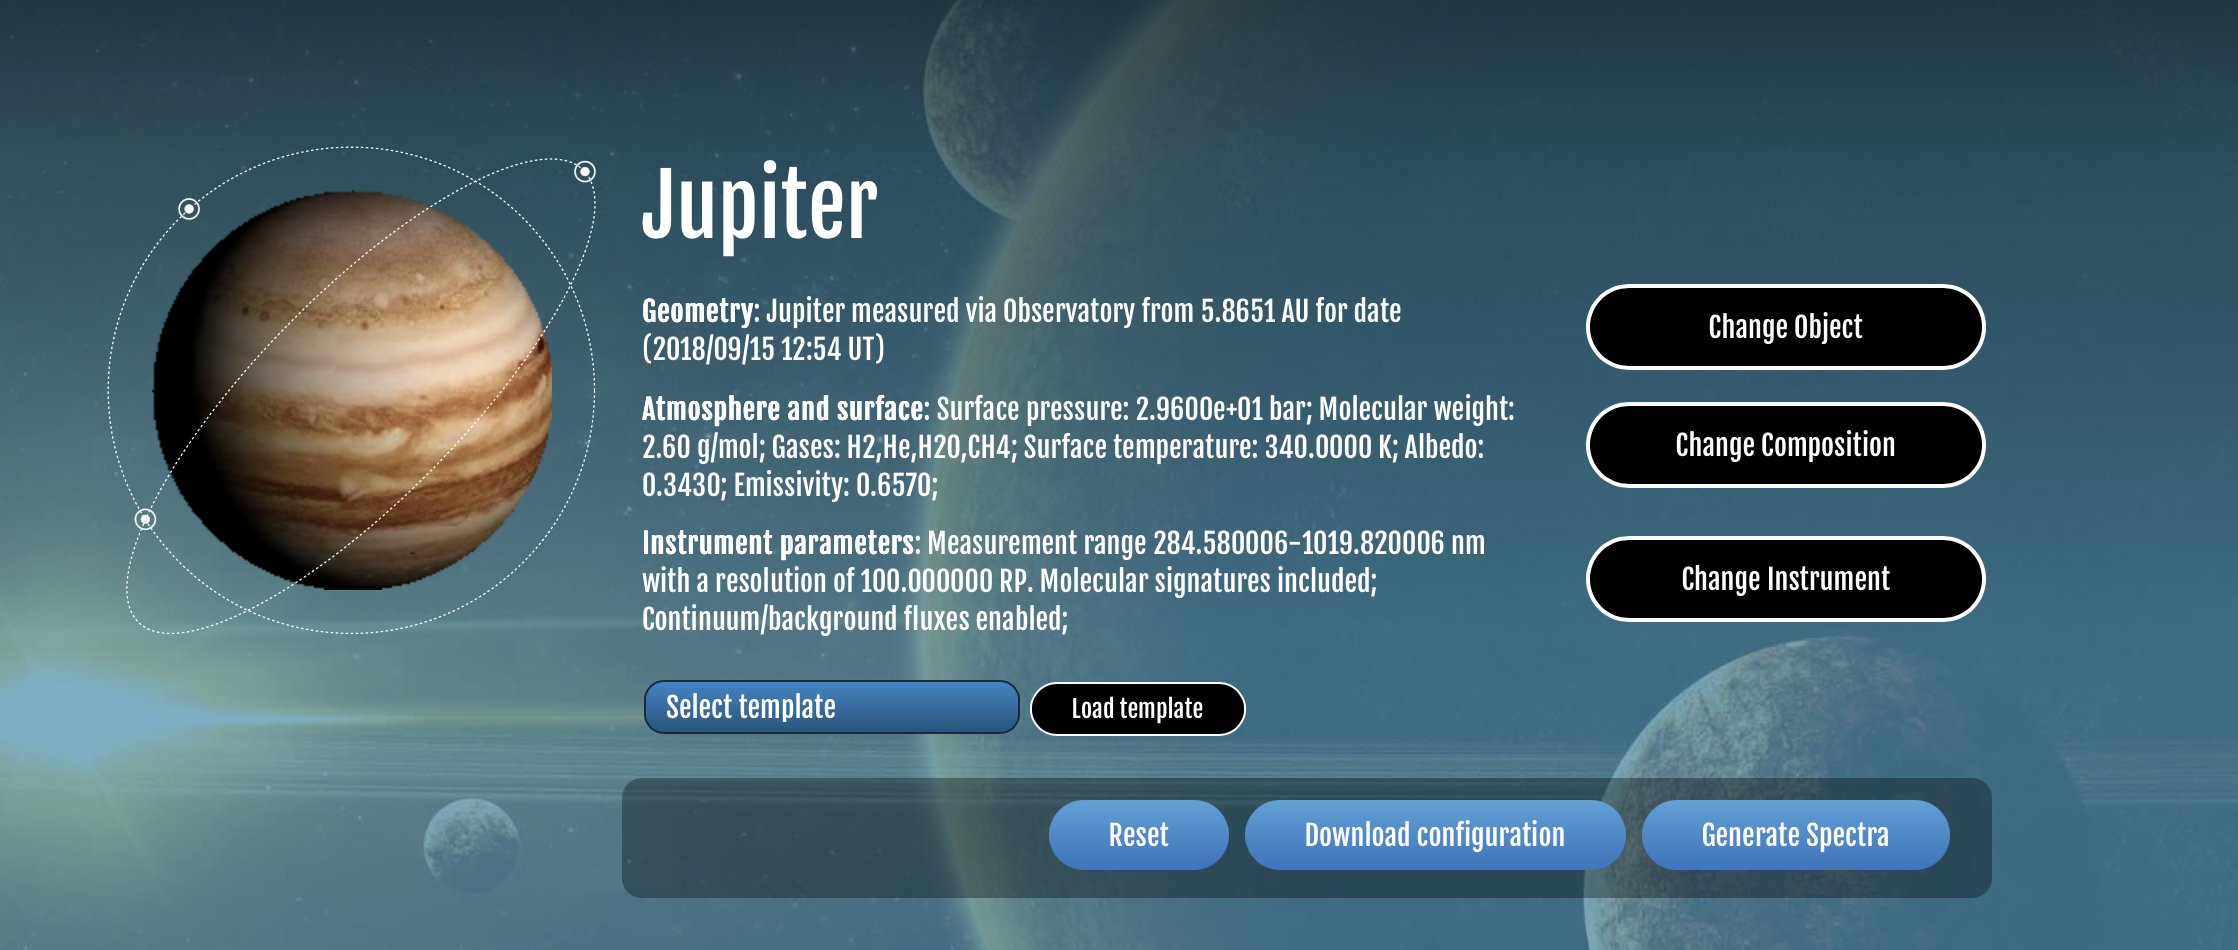 Jupiter
Geometry: Jupiter measured via Observatory from 5.8651 AU for date
(2018/09/15 12:54 UT)
Change Object
Atmosphere and surface: Surface pressure: 2.9600e+01 bar; Molecular weight:
2.60 g/mol; Gases: H2,He,H2O,CH4; Surface temperature: 340.0000 K; Albedo:
0.3430; Emissivity: 0.6570;
Change Composition
Instrument parameters: Measurement range 284.580006-1019.820006 nm
with a resolution of 100.000000 RP. Molecular signatures included;
Continuum/background fluxes enabled;
Change Instrument
Select template
Load template
Reset
Download configuration
Generate Spectra